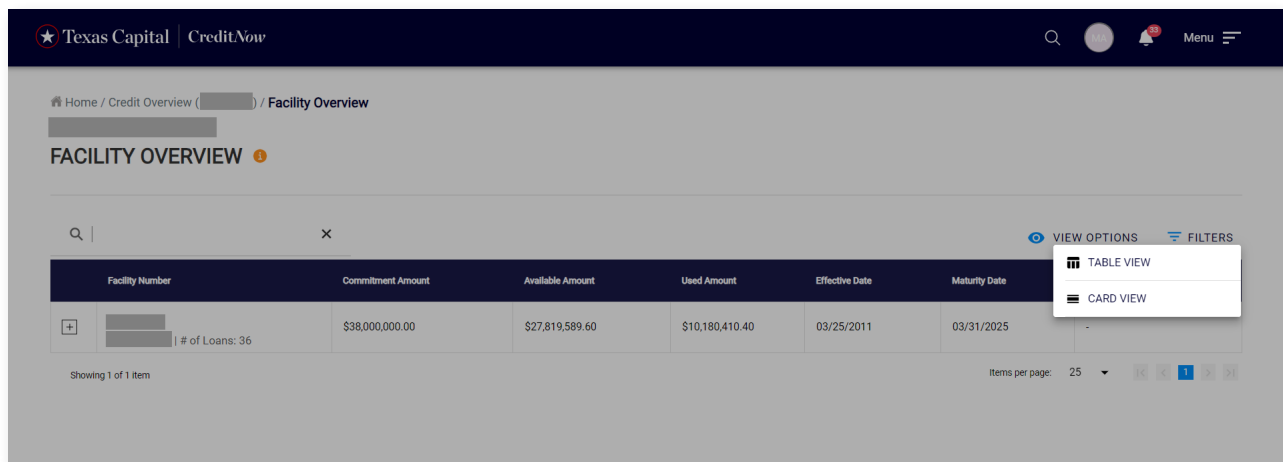 Texas Capital | CreditNow
MA
33
Menu
Home / Credit Overview ( ) / Facility Overview
FACILITY OVERVIEW
VIEW OPTIONS
FILTERS
TABLE VIEW
CARD VIEW
Facility Number Commitment Amount Available Amount Used Amount Effective Date Maturity Date
$38,000,000.00 $27,819,589.60 $10,180,410.40 03/25/2011 03/31/2025 -
| # of Loans: 36
Showing 1 of 1 item
Items per page: 25
|< < 1 > >|